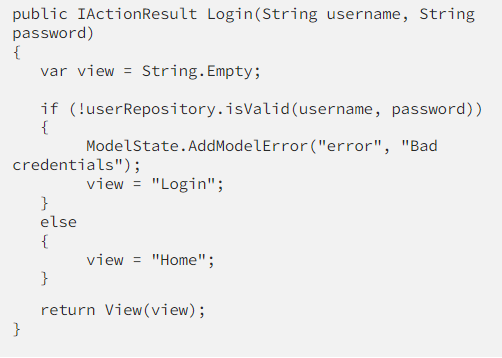 public IActionResult Login(String username, String
password)
{
   var view = String.Empty;

   if (!userRepository.isValid(username, password))
   {
        ModelState.AddModelError("error", "Bad
credentials");
        view = "Login";
   }
   else
   {
        view = "Home";
   }

   return View(view);
}